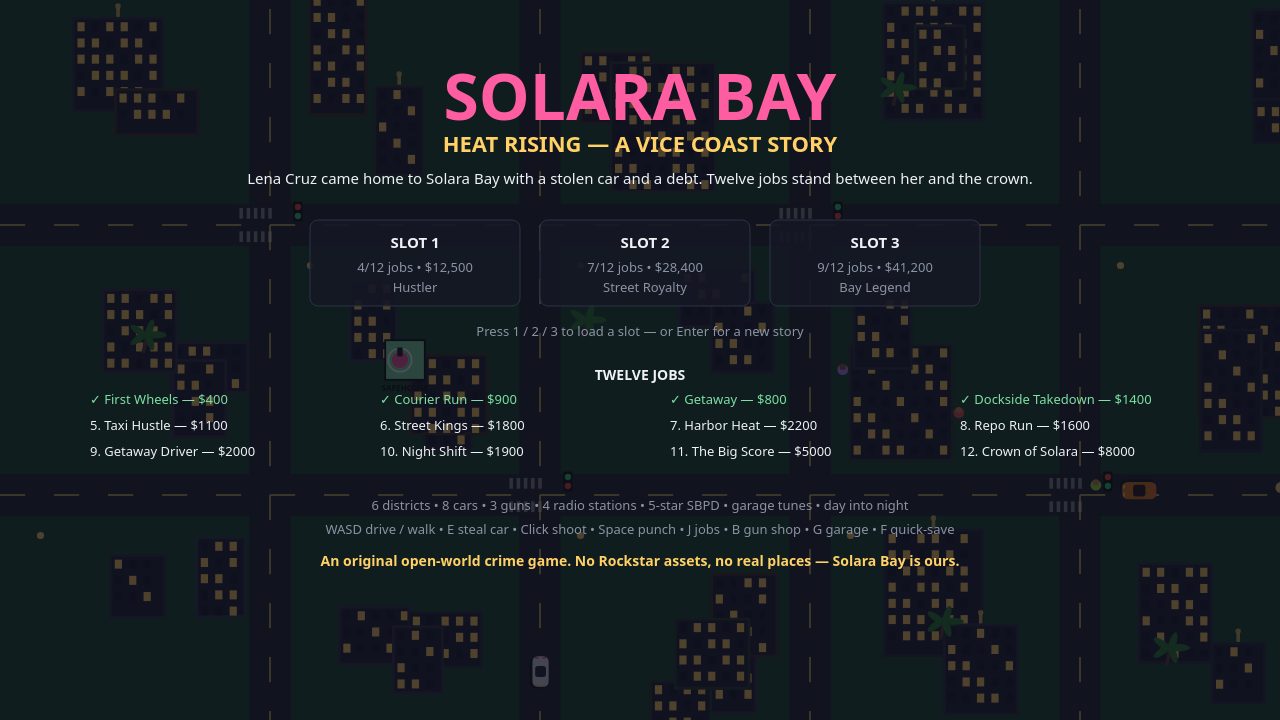 SOLARA BAY
HEAT RISING — A VICE COAST STORY
Lena Cruz came home to Solara Bay with a stolen car and a debt. Twelve jobs stand between her and the crown.
SLOT 1
4/12 jobs • $12,500
Hustler
SLOT 2
7/12 jobs • $28,400
Street Royalty
SLOT 3
9/12 jobs • $41,200
Bay Legend
Press 1 / 2 / 3 to load a slot — or Enter for a new story
TWELVE JOBS
✓ First Wheels — $400
✓ Courier Run — $900
✓ Getaway — $800
✓ Dockside Takedown — $1400
5. Taxi Hustle — $1100
6. Street Kings — $1800
7. Harbor Heat — $2200
8. Repo Run — $1600
9. Getaway Driver — $2000
10. Night Shift — $1900
11. The Big Score — $5000
12. Crown of Solara — $8000
6 districts • 8 cars • 3 guns • 4 radio stations • 5-star SBPD • garage tunes • day into night
WASD drive / walk • E steal car • Click shoot • Space punch • J jobs • B gun shop • G garage • F quick-save
An original open-world crime game. No Rockstar assets, no real places — Solara Bay is ours.